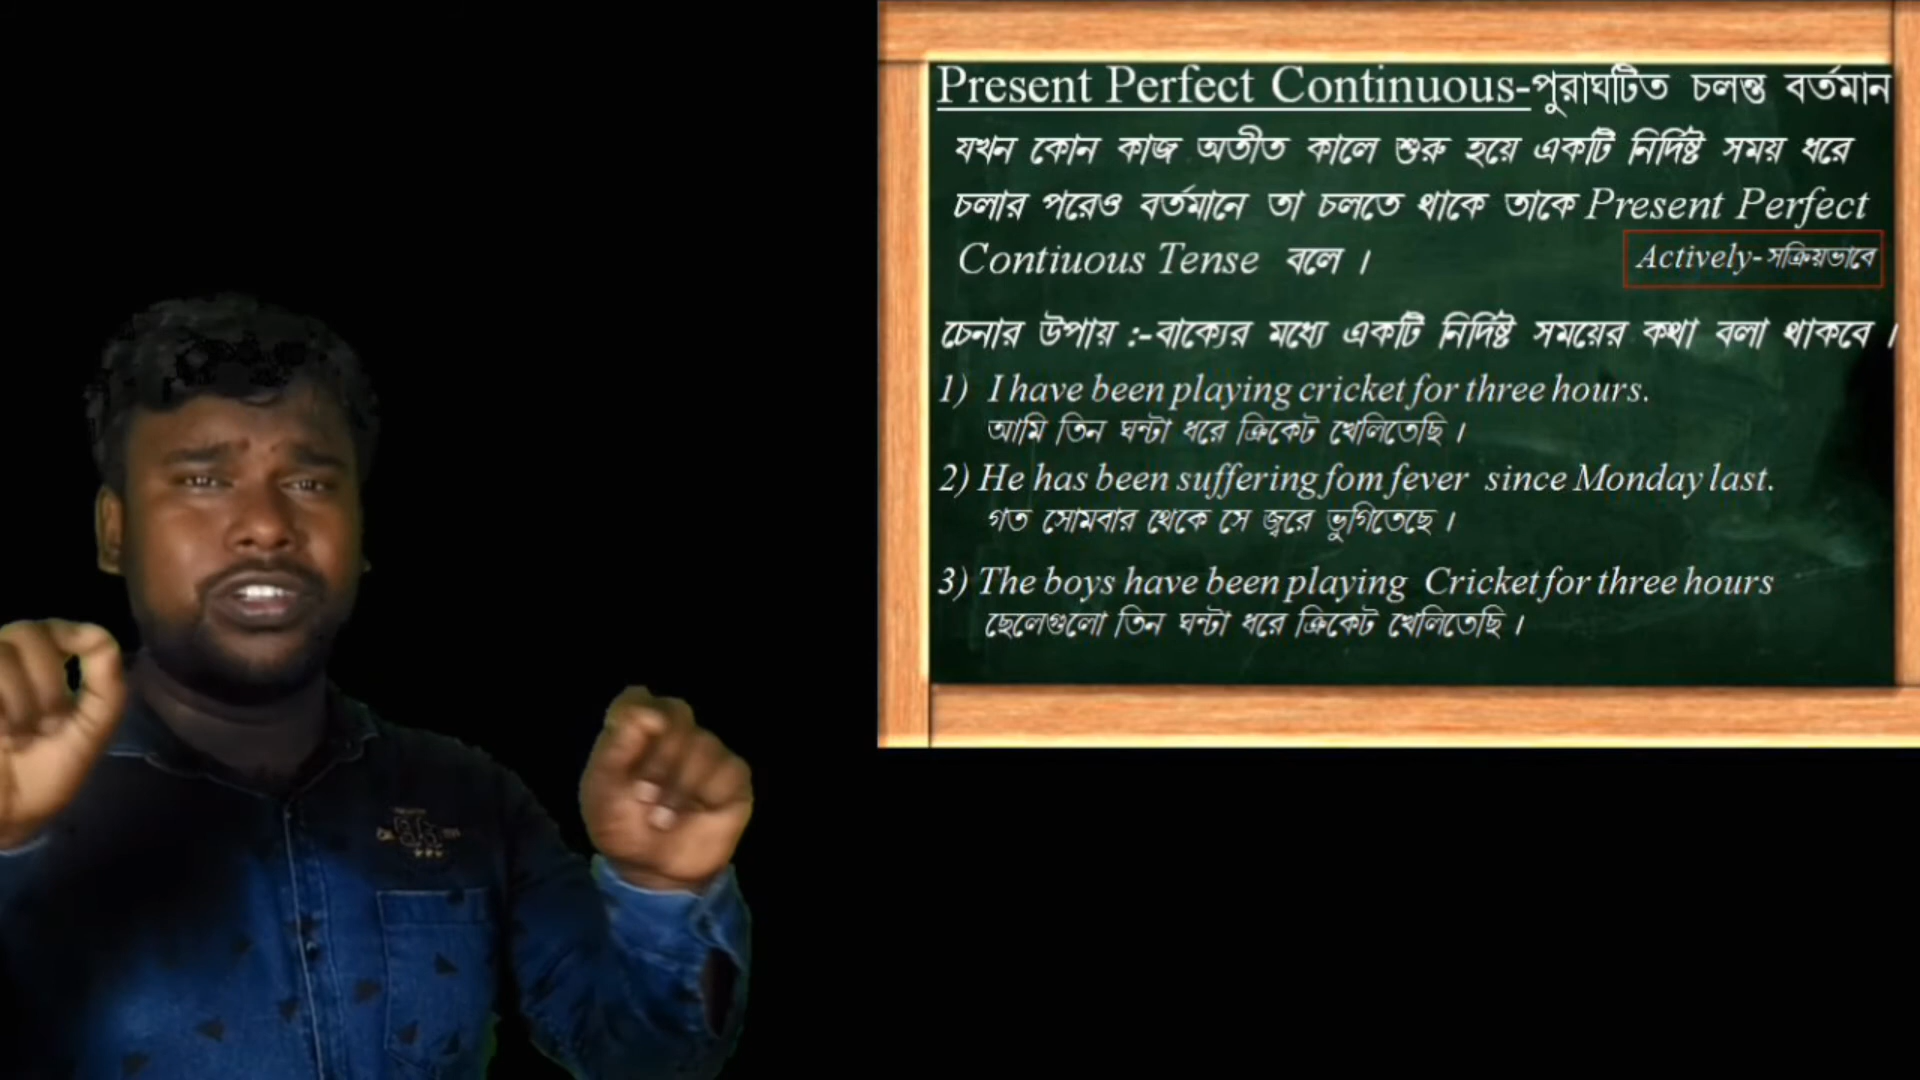 Present Perfect Continuous-পুরাঘটিত চলন্ত বর্তমান
যখন কোন কাজ অতীত কালে শুরু হয়ে একটি নির্দিষ্ট সময় ধরে
চলার পরেও বর্তমানে তা চলতে থাকে তাকে Present Perfect
Contiuous Tense বলে ।
Actively-সক্রিয়ভাবে
চেনার উপায় :-বাক্যের মধ্যে একটি নির্দিষ্ট সময়ের কথা বলা থাকবে ।
1) I have been playing cricket for three hours.
আমি তিন ঘন্টা ধরে ক্রিকেট খেলিতেছি ।
2) He has been suffering fom fever since Monday last.
গত সোমবার থেকে সে জ্বরে ভুগিতেছে ।
3) The boys have been playing Cricket for three hours
ছেলেগুলো তিন ঘন্টা ধরে ক্রিকেট খেলিতেছি ।